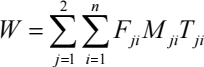 $W = \sum_{j=1}^{2} \sum_{i=1}^{n} F_{ji} M_{ji} T_{ji}$